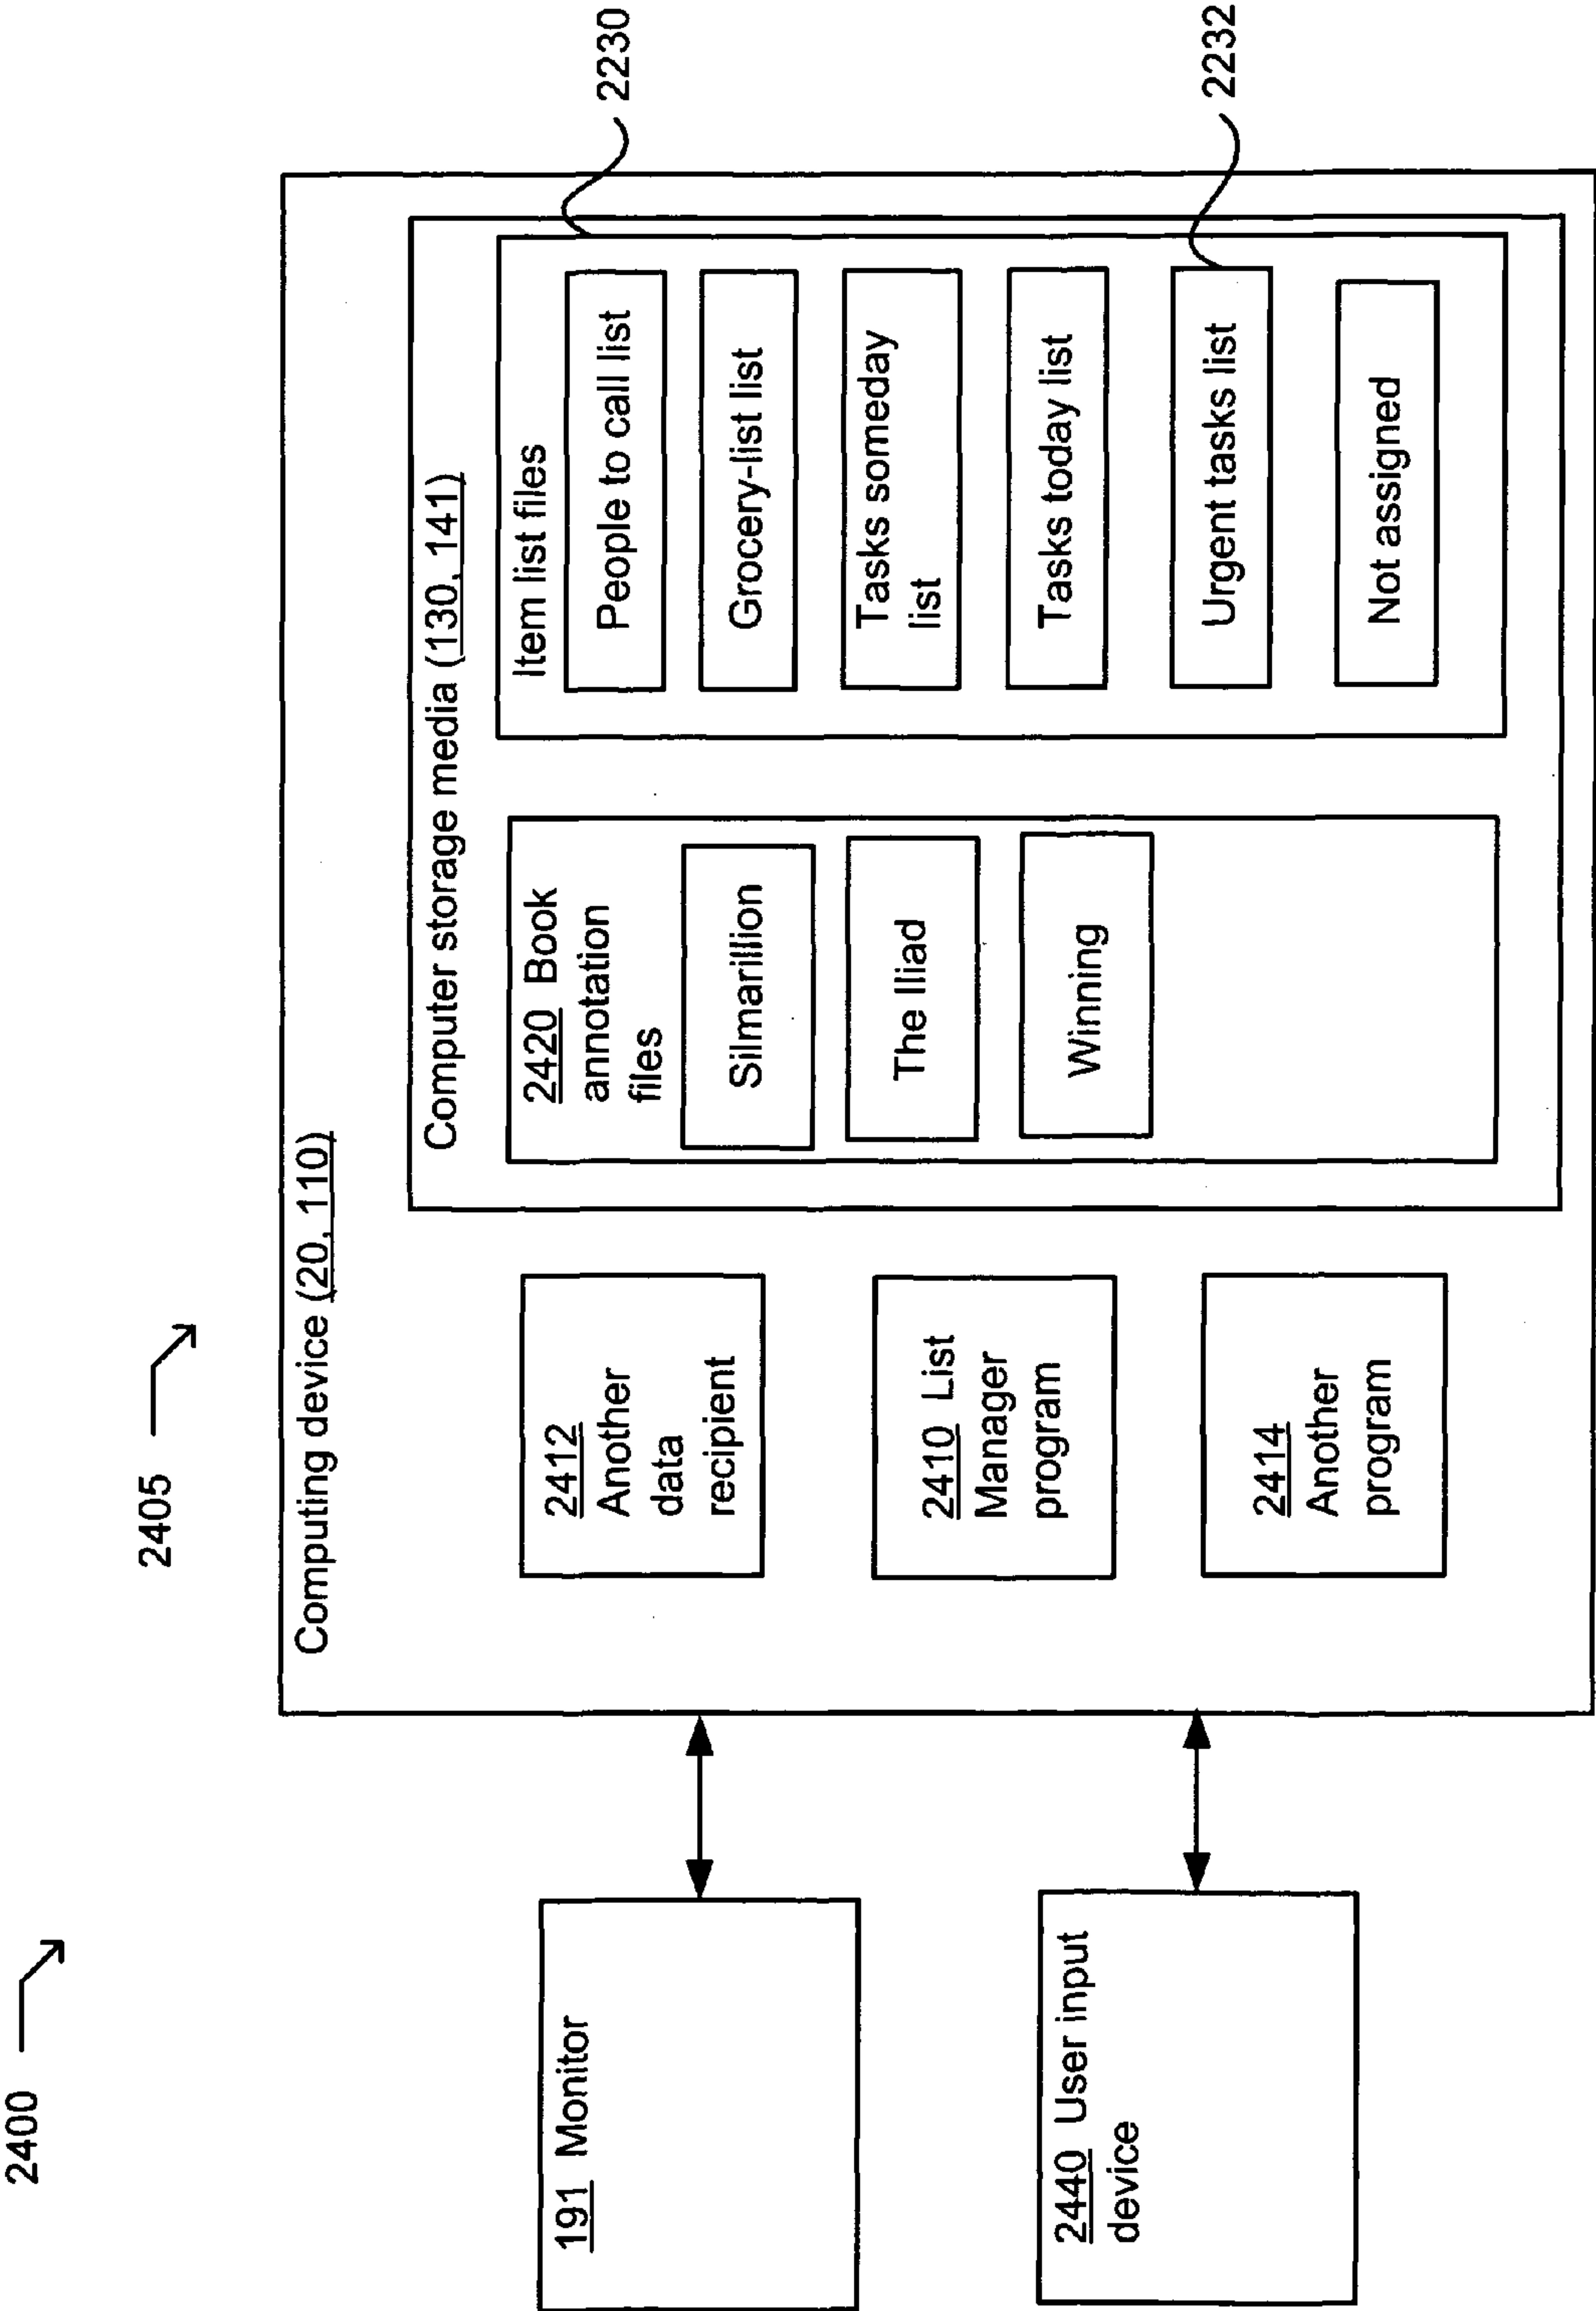 2400
2405
Computing device (20, 110)
Computer storage media (130, 141)
191 Monitor
2440 User input
device
2412
Another
data
recipient
2410 List
Manager
program
2414
Another
program
2420 Book
annotation
files
Silmarillion
The Iliad
Winning
Item list files
People to call list
Grocery-list list
Tasks someday
list
Tasks today list
Urgent tasks list
Not assigned
2230
2232